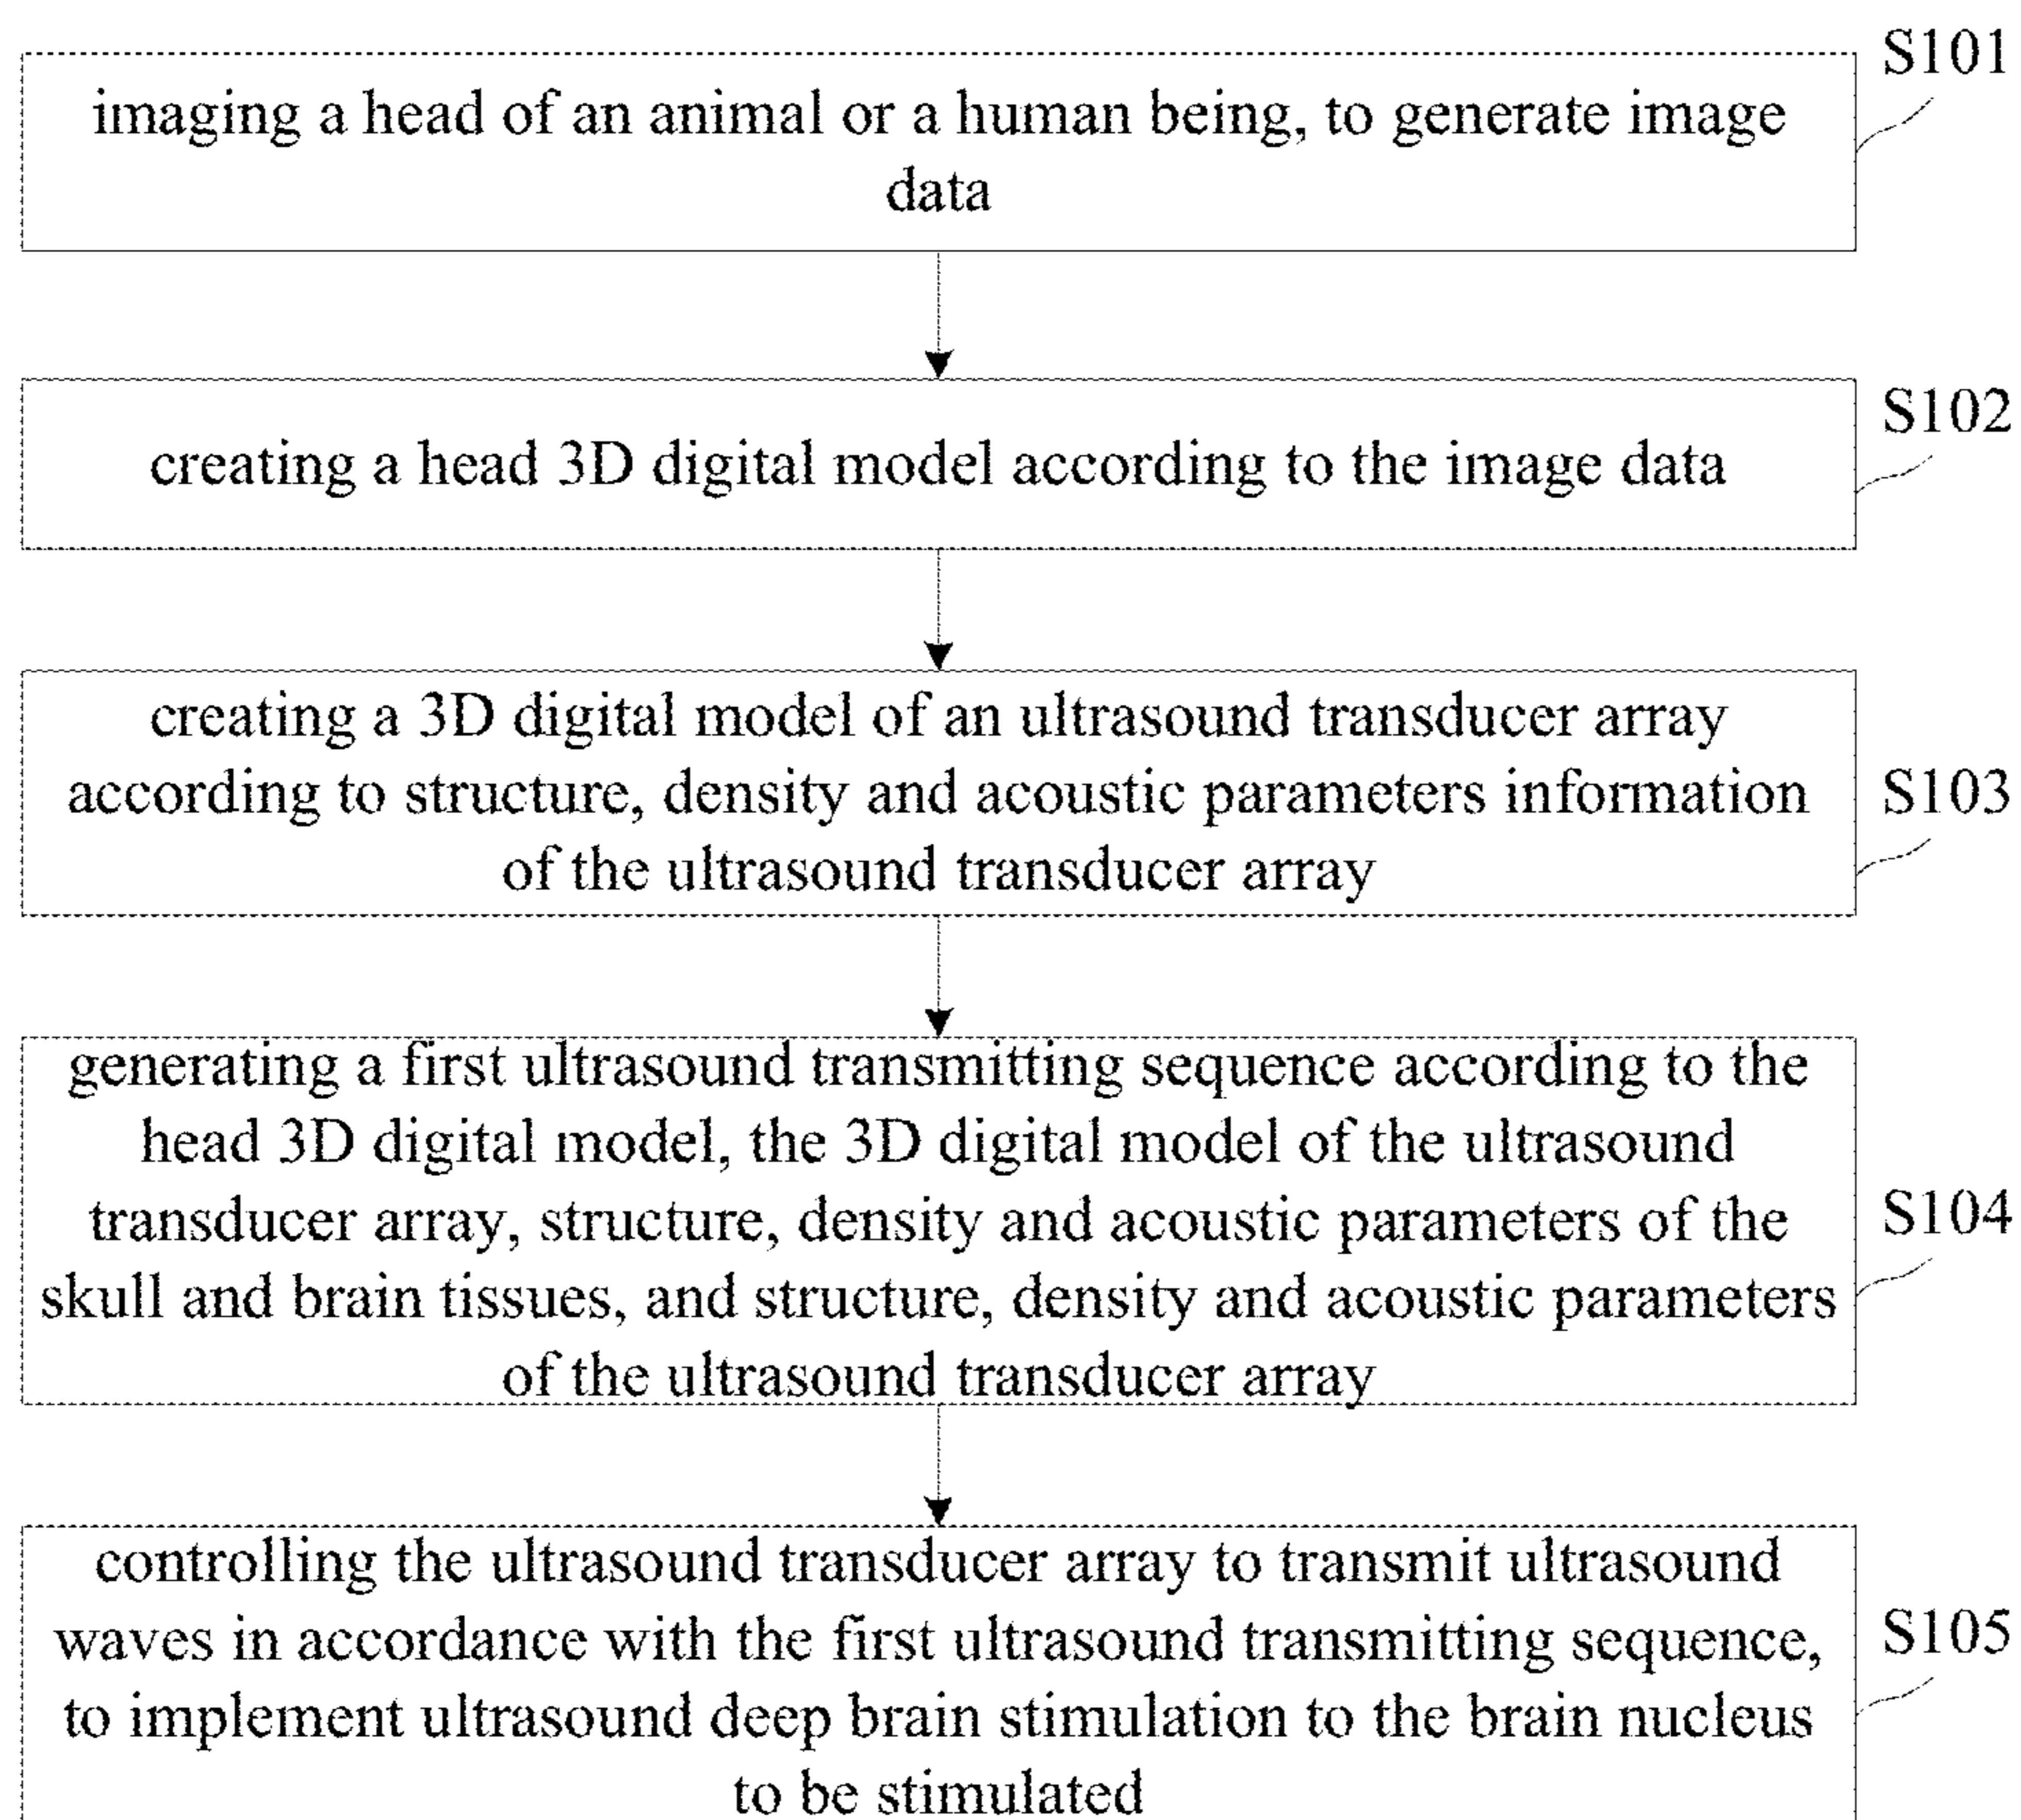 S101
imaging a head of an animal or a human being, to generate image
data
S102
creating a head 3D digital model according to the image data
creating a 3D digital model of an ultrasound transducer array
according to structure, density and acoustic parameters information
of the ultrasound transducer array
S103
generating a first ultrasound transmitting sequence according to the
head 3D digital model, the 3D digital model of the ultrasound
transducer array, structure, density and acoustic parameters of the
skull and brain tissues, and structure, density and acoustic parameters
of the ultrasound transducer array
S104
controlling the ultrasound transducer array to transmit ultrasound
waves in accordance with the first ultrasound transmitting sequence,
to implement ultrasound deep brain stimulation to the brain nucleus
to be stimulated
S105